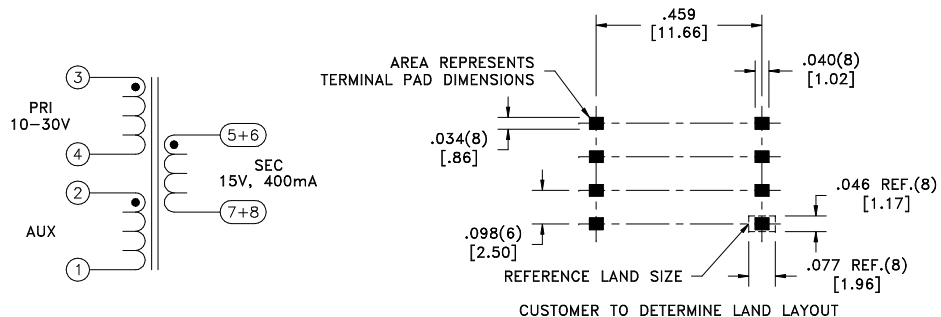 3
PRI
10-30V
4
2
AUX
1
5+6
SEC
15V, 400mA
7+8
.459
[11.66]
AREA REPRESENTS
TERMINAL PAD DIMENSIONS
.040(8)
[1.02]
.034(8)
[.86]
.046 REF.(8)
[1.17]
.098(6)
[2.50]
REFERENCE LAND SIZE
.077 REF.(8)
[1.96]
CUSTOMER TO DETERMINE LAND LAYOUT